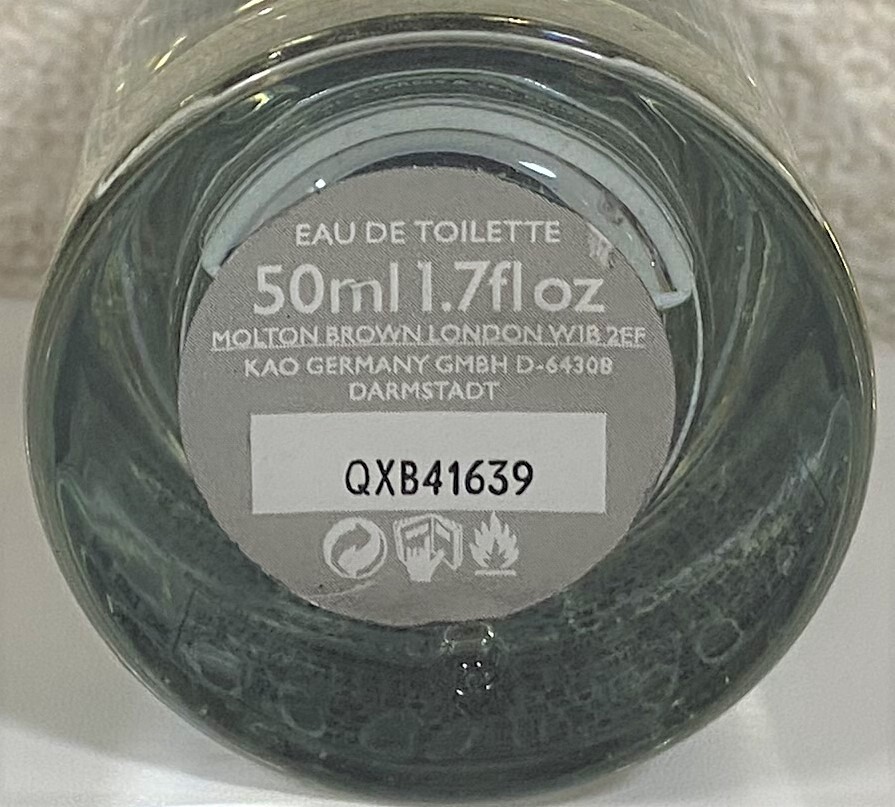 EAU DE TOILETTE
50ml 1.7fl oz
MOLTON BROWN LONDON W1B 2EF
KAO GERMANY GMBH D-64308
DARMSTADT
QXB41639